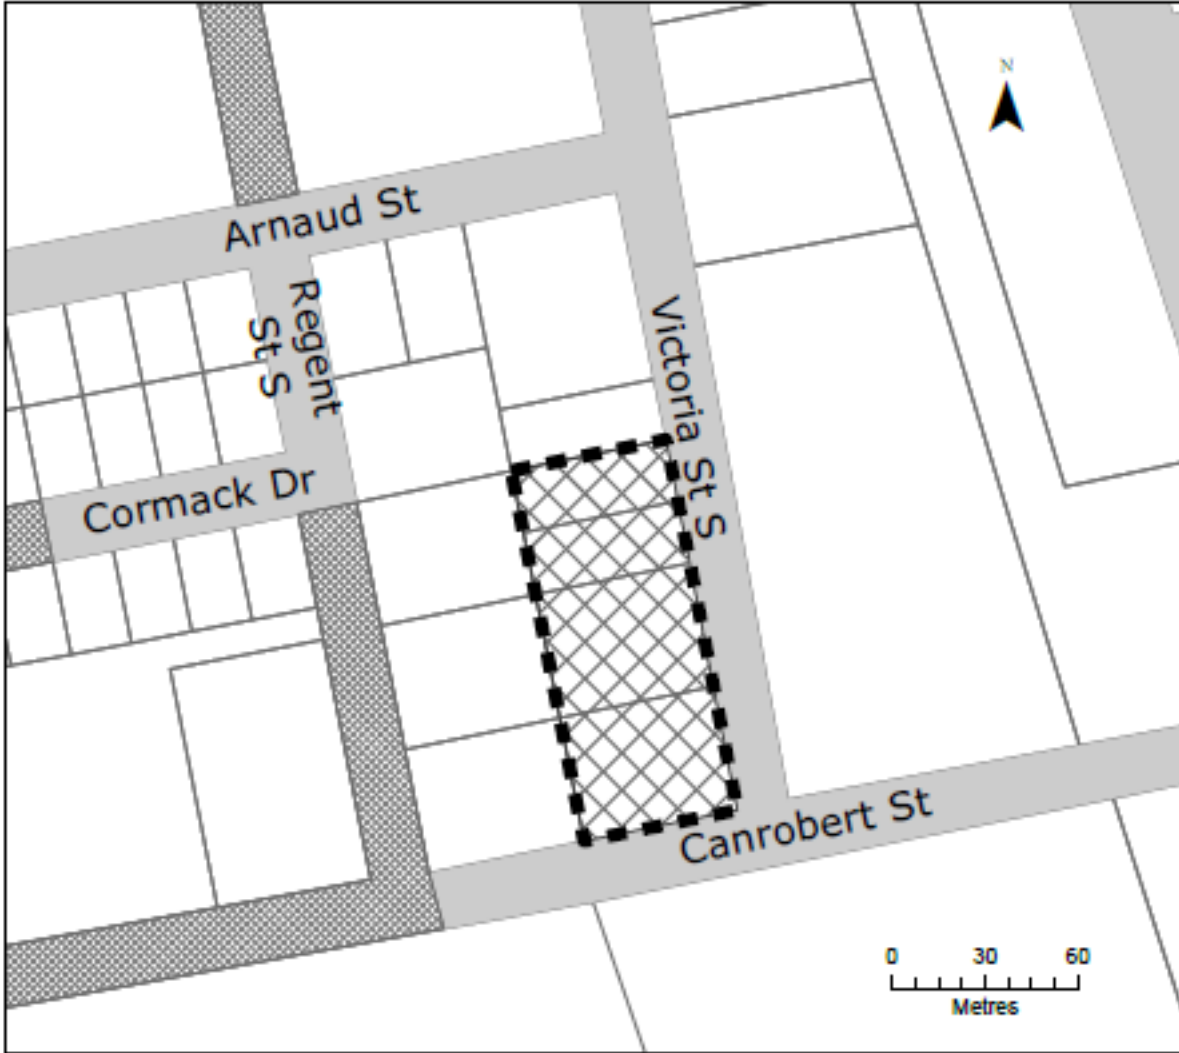 N
Arnaud St
Regent
St S
Victoria St S
Cormack Dr
Canrobert St
0 30 60
Metres